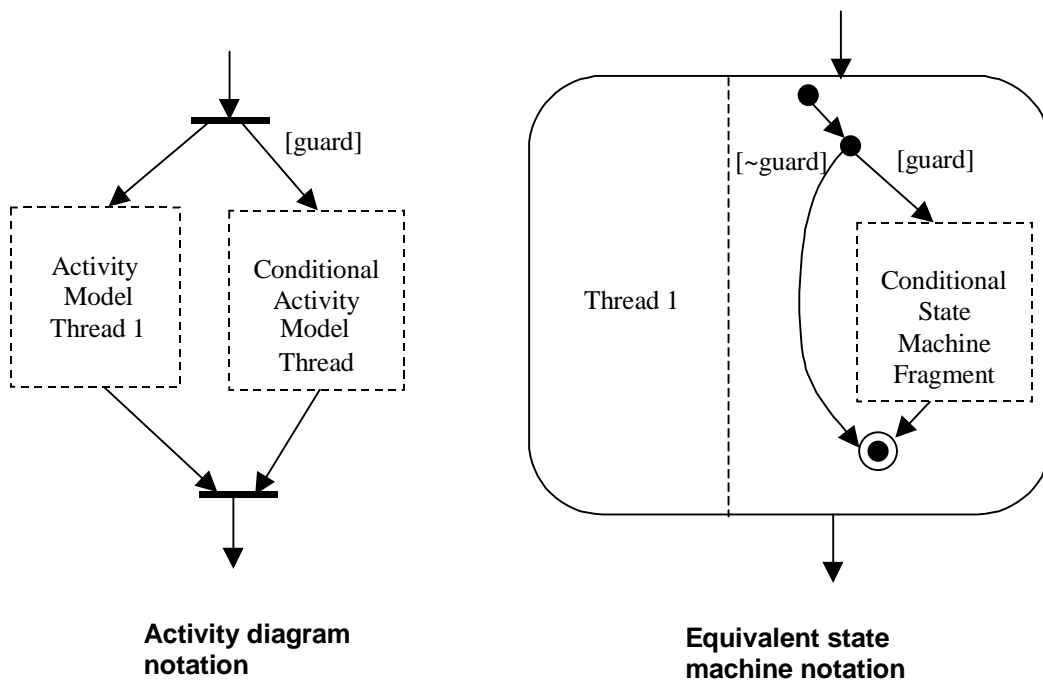 [guard]
Activity
Model
Thread 1
Conditional
Activity
Model
Thread
Activity diagram
notation
[~guard]
[guard]
Thread 1
Conditional
State
Machine
Fragment
Equivalent state
machine notation